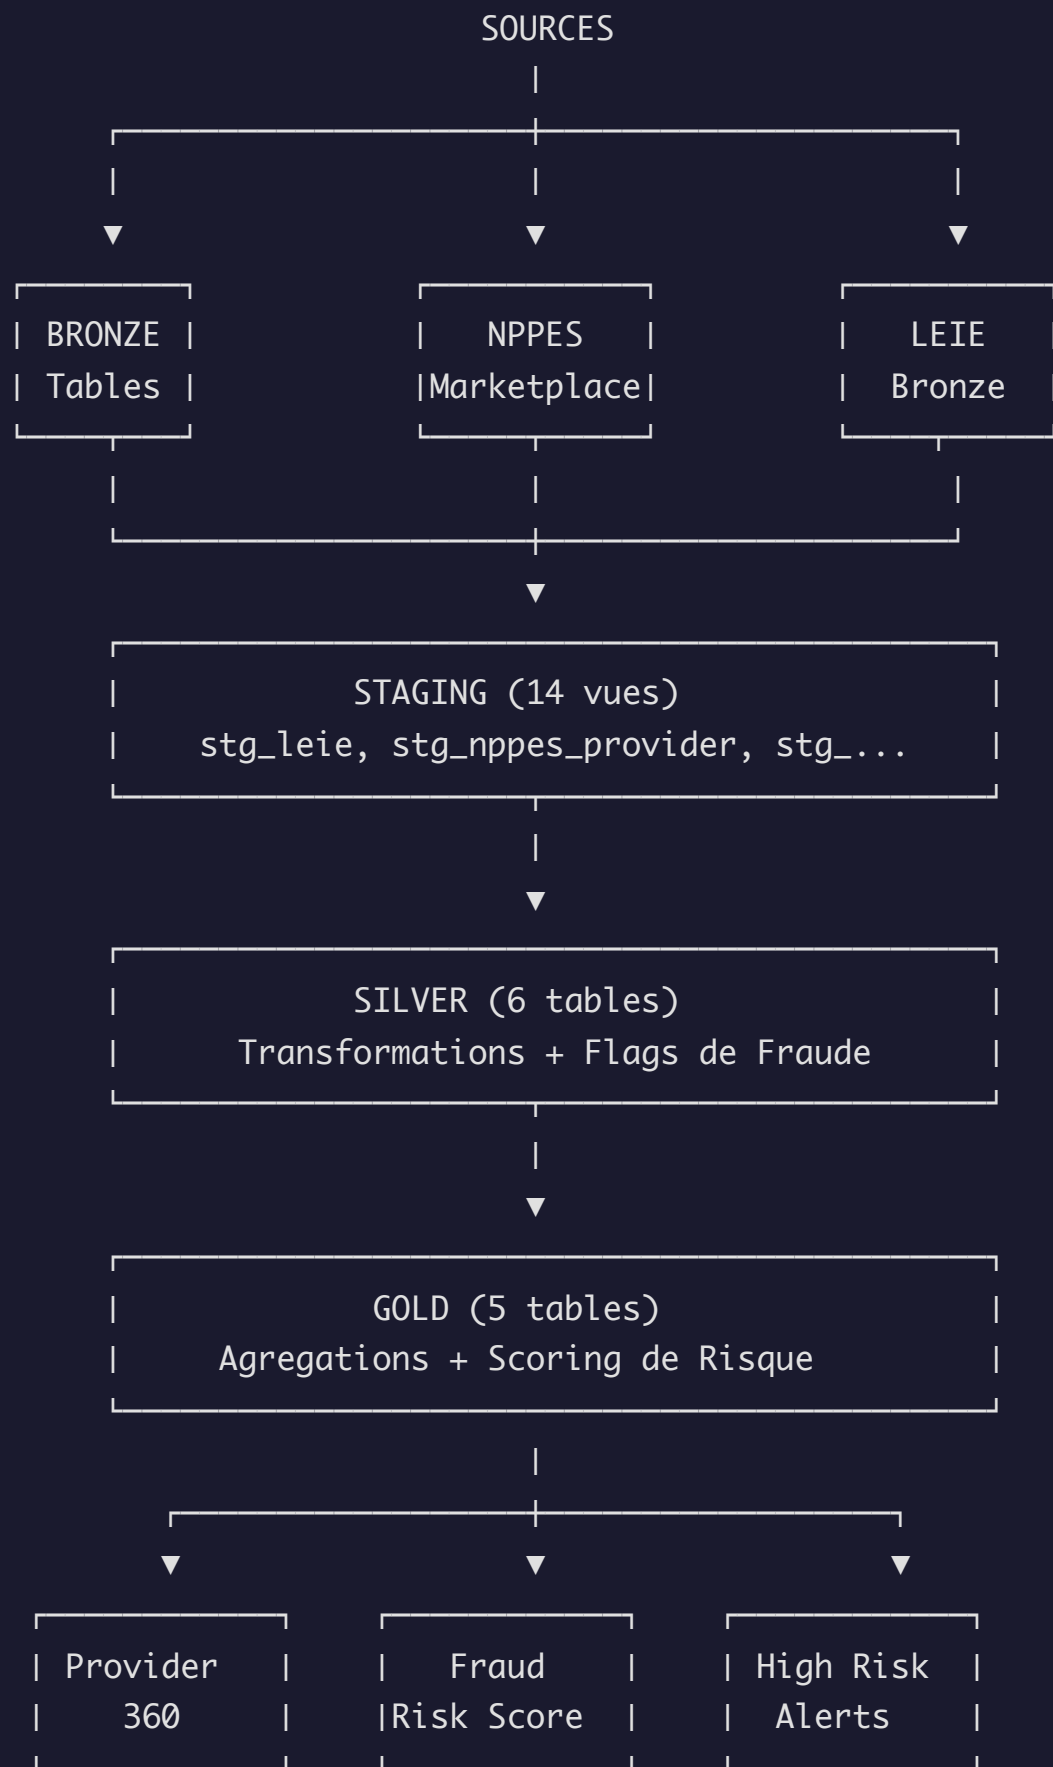 SOURCES
BRONZE
Tables
NPPES
Marketplace
LEIE
Bronze
STAGING (14 vues)
stg_leie, stg_nppes_provider, stg_...
SILVER (6 tables)
Transformations + Flags de Fraude
GOLD (5 tables)
Agregations + Scoring de Risque
Provider
360
Fraud
Risk Score
High Risk
Alerts